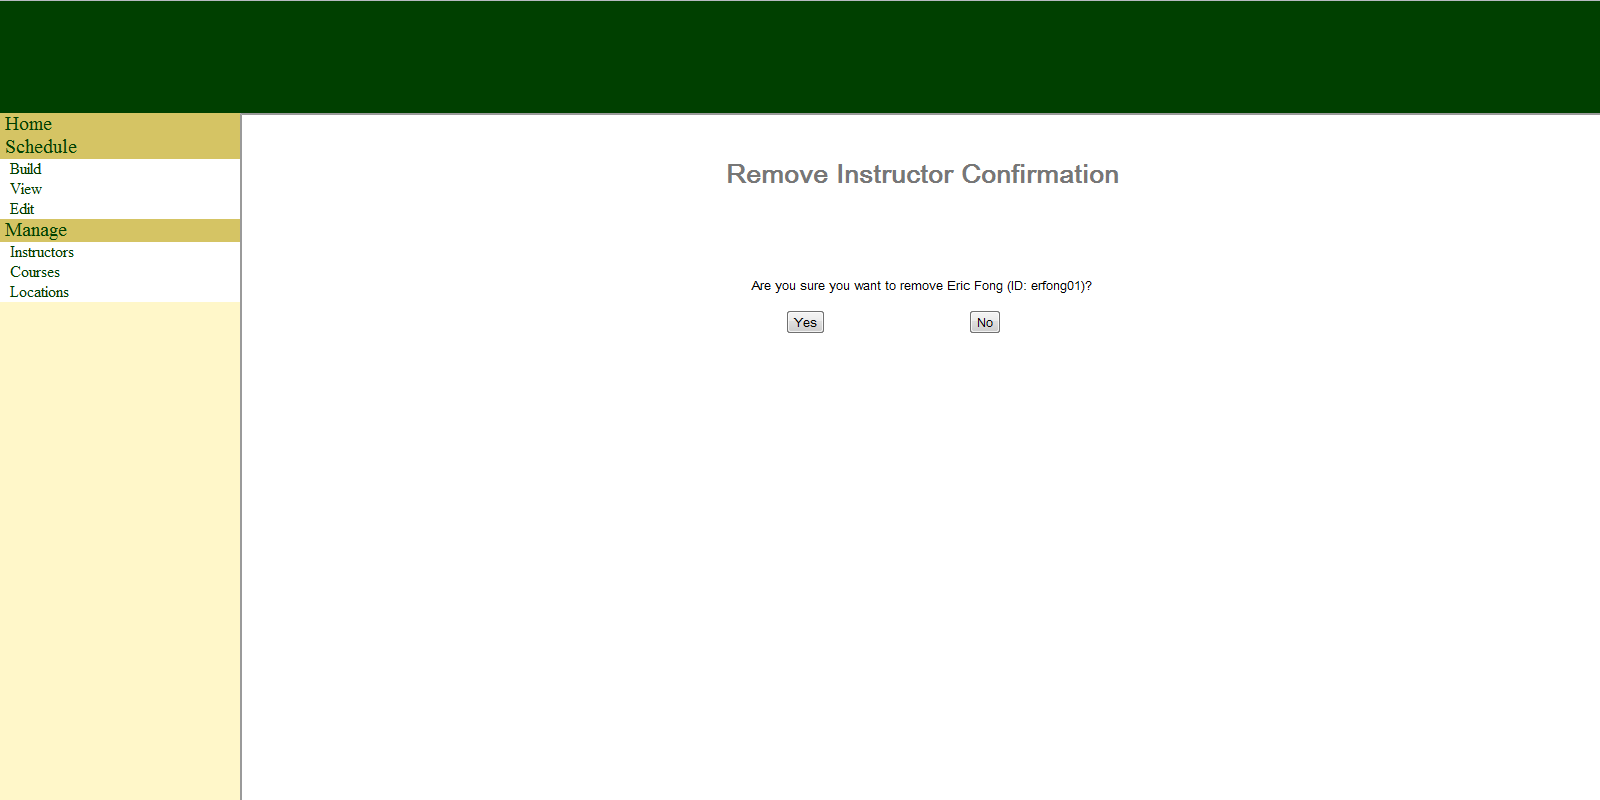 Home
Schedule
Build
View
Edit
Manage
Instructors
Courses
Locations
Remove Instructor Confirmation
Are you sure you want to remove Eric Fong (ID: erfong01)?
Yes No